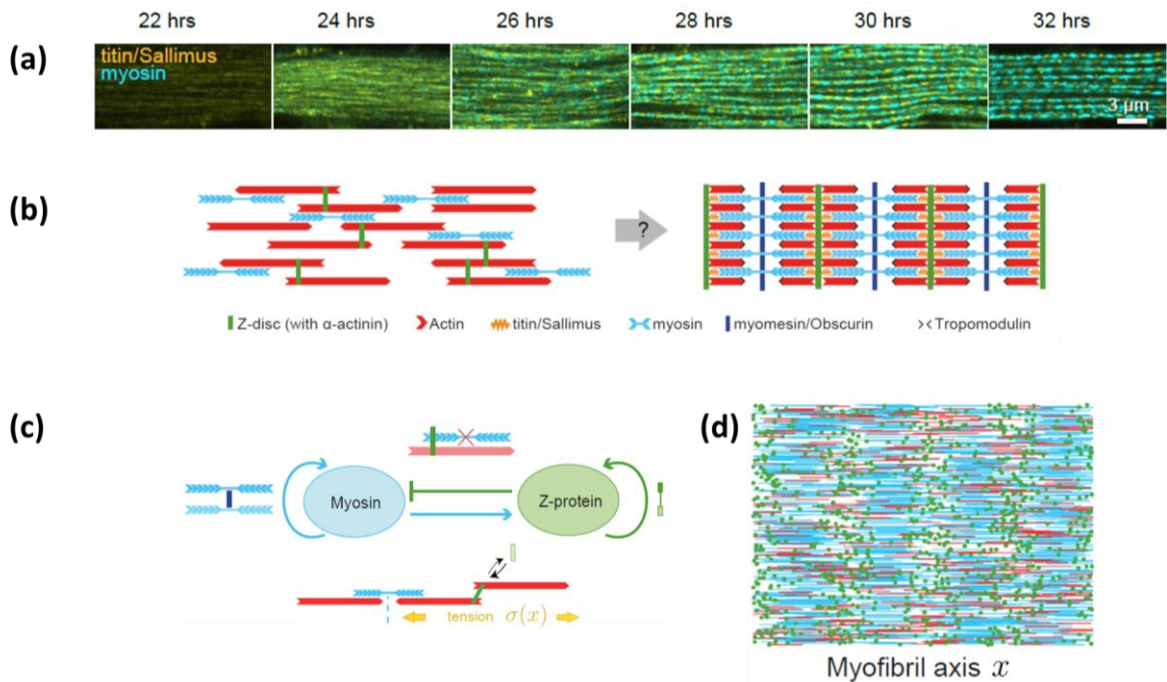 22 hrs 24 hrs 26 hrs 28 hrs 30 hrs 32 hrs
(a)
titin/Sallimus
myosin
3 μm
(b)
?
Z-disc (with α-actinin) Actin titin/Sallimus myosin myomesin/Obscurin Tropomodulin
(c)
Myosin
Z-protein
tension σ(x)
(d)
Myofibril axis x